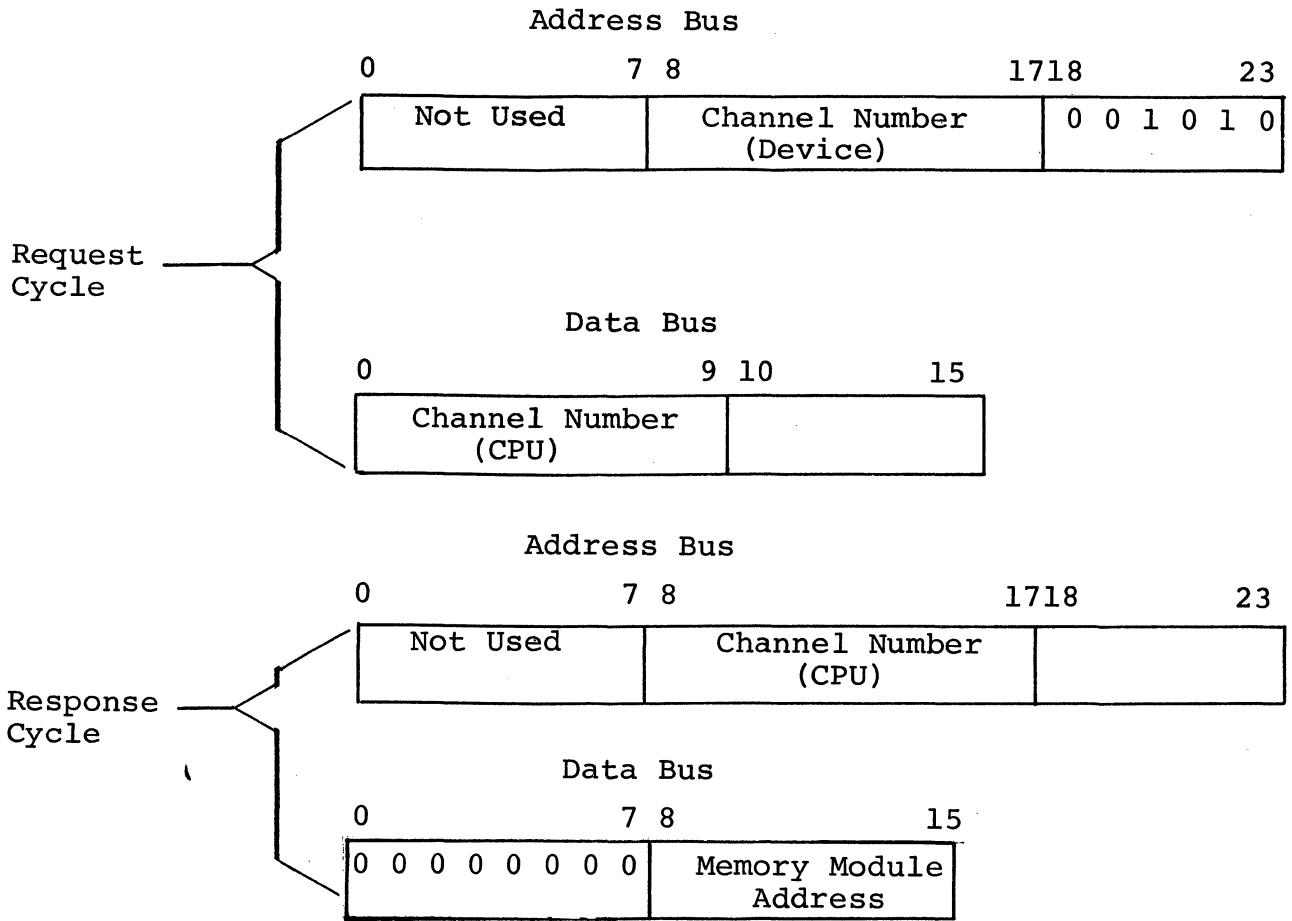 Address Bus
0 7 8 1718 23
Not Used Channel Number (Device) 0 0 1 0 1 0
Request Cycle
Data Bus
0 9 10 15
Channel Number (CPU)
Address Bus
0 7 8 1718 23
Not Used Channel Number (CPU)
Response Cycle
Data Bus
0 7 8 15
0 0 0 0 0 0 0 0 Memory Module Address